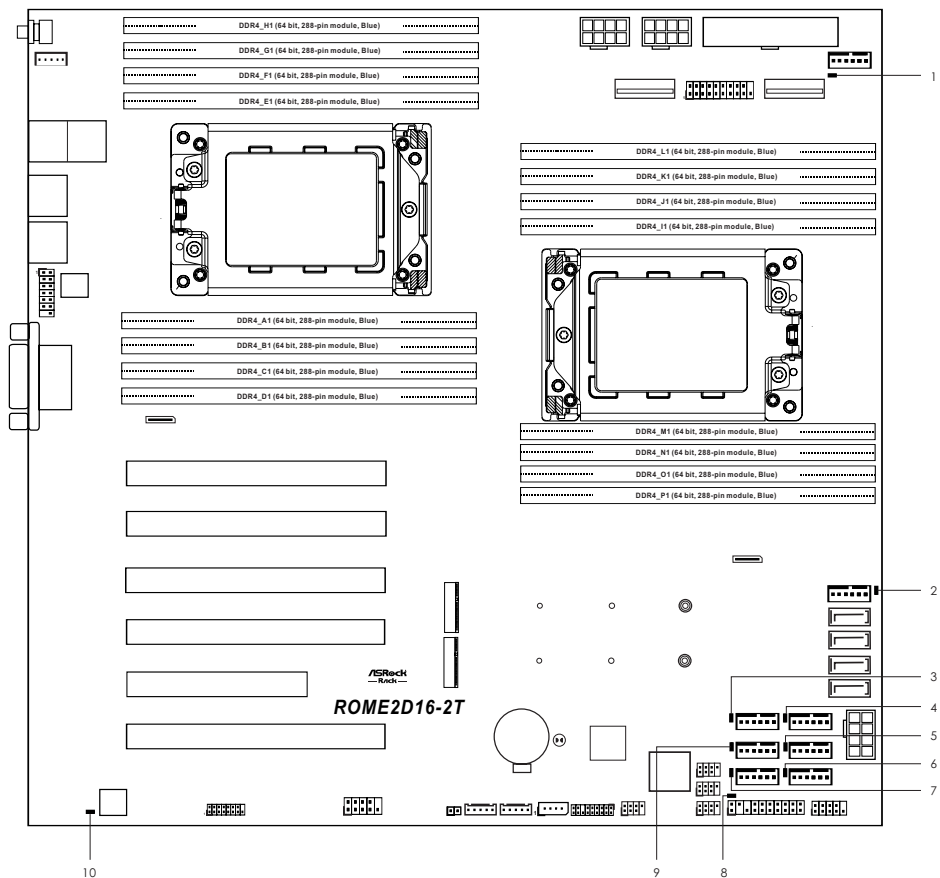 DDR4_H1 (64 bit, 288-pin module, Blue)
DDR4_G1 (64 bit, 288-pin module, Blue)
DDR4_F1 (64 bit, 288-pin module, Blue)
DDR4_E1 (64 bit, 288-pin module, Blue)
1
DDR4_L1 (64 bit, 288-pin module, Blue)
DDR4_K1 (64 bit, 288-pin module, Blue)
DDR4_J1 (64 bit, 288-pin module, Blue)
DDR4_I1 (64 bit, 288-pin module, Blue)
DDR4_A1 (64 bit, 288-pin module, Blue)
DDR4_B1 (64 bit, 288-pin module, Blue)
DDR4_C1 (64 bit, 288-pin module, Blue)
DDR4_D1 (64 bit, 288-pin module, Blue)
DDR4_M1 (64 bit, 288-pin module, Blue)
DDR4_N1 (64 bit, 288-pin module, Blue)
DDR4_O1 (64 bit, 288-pin module, Blue)
DDR4_P1 (64 bit, 288-pin module, Blue)
2
ASRock
Rack
ROME2D16-2T
3
4
5
6
7
10
9
8